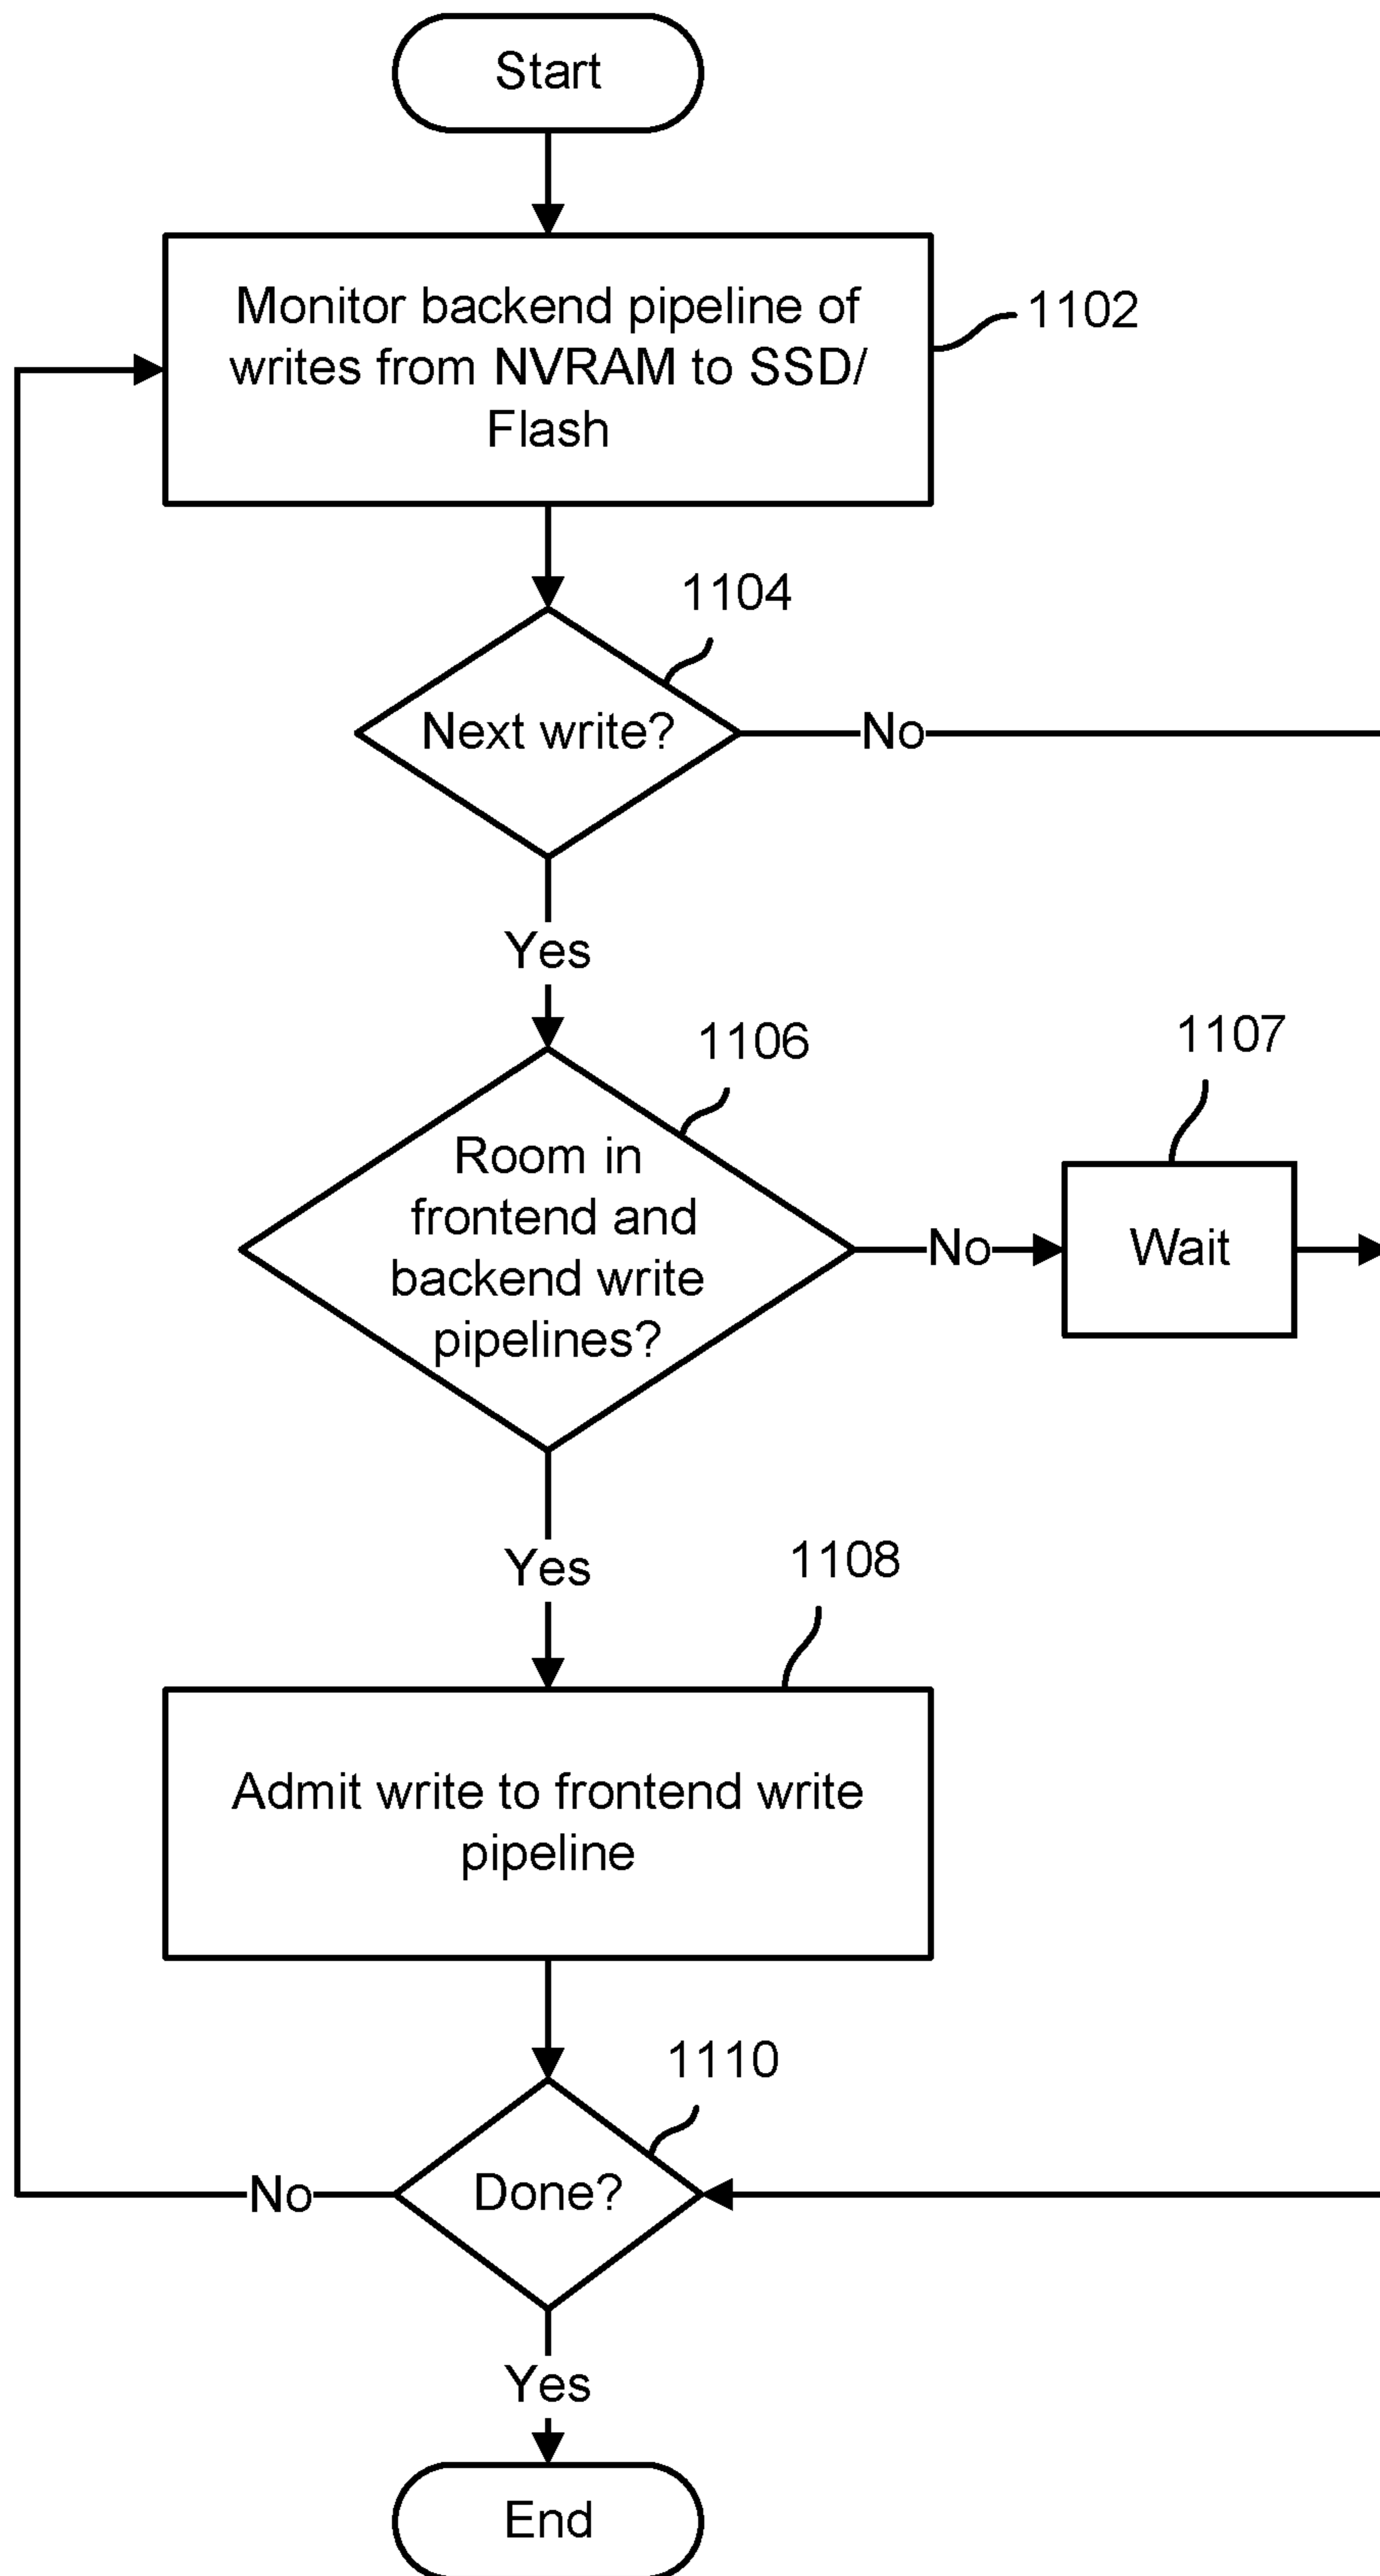 Start
Monitor backend pipeline of
writes from NVRAM to SSD/
Flash
1102
1104
Next write?
No
Yes
1106
1107
Room in
frontend and
backend write
pipelines?
No
Wait
Yes
1108
Admit write to frontend write
pipeline
1110
Done?
No
Yes
End